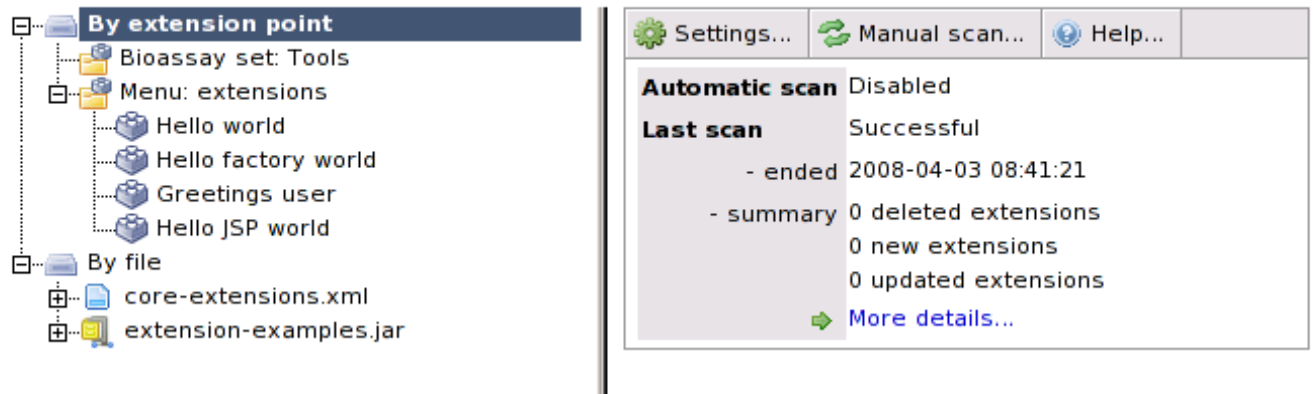 By extension point
Bioassay set: Tools
Menu: extensions
Hello world
Hello factory world
Greetings user
Hello JSP world
By file
core-extensions.xml
extension-examples.jar
Settings... Manual scan... Help...
Automatic scan Disabled
Last scan Successful
- ended 2008-04-03 08:41:21
- summary 0 deleted extensions
0 new extensions
0 updated extensions
More details...